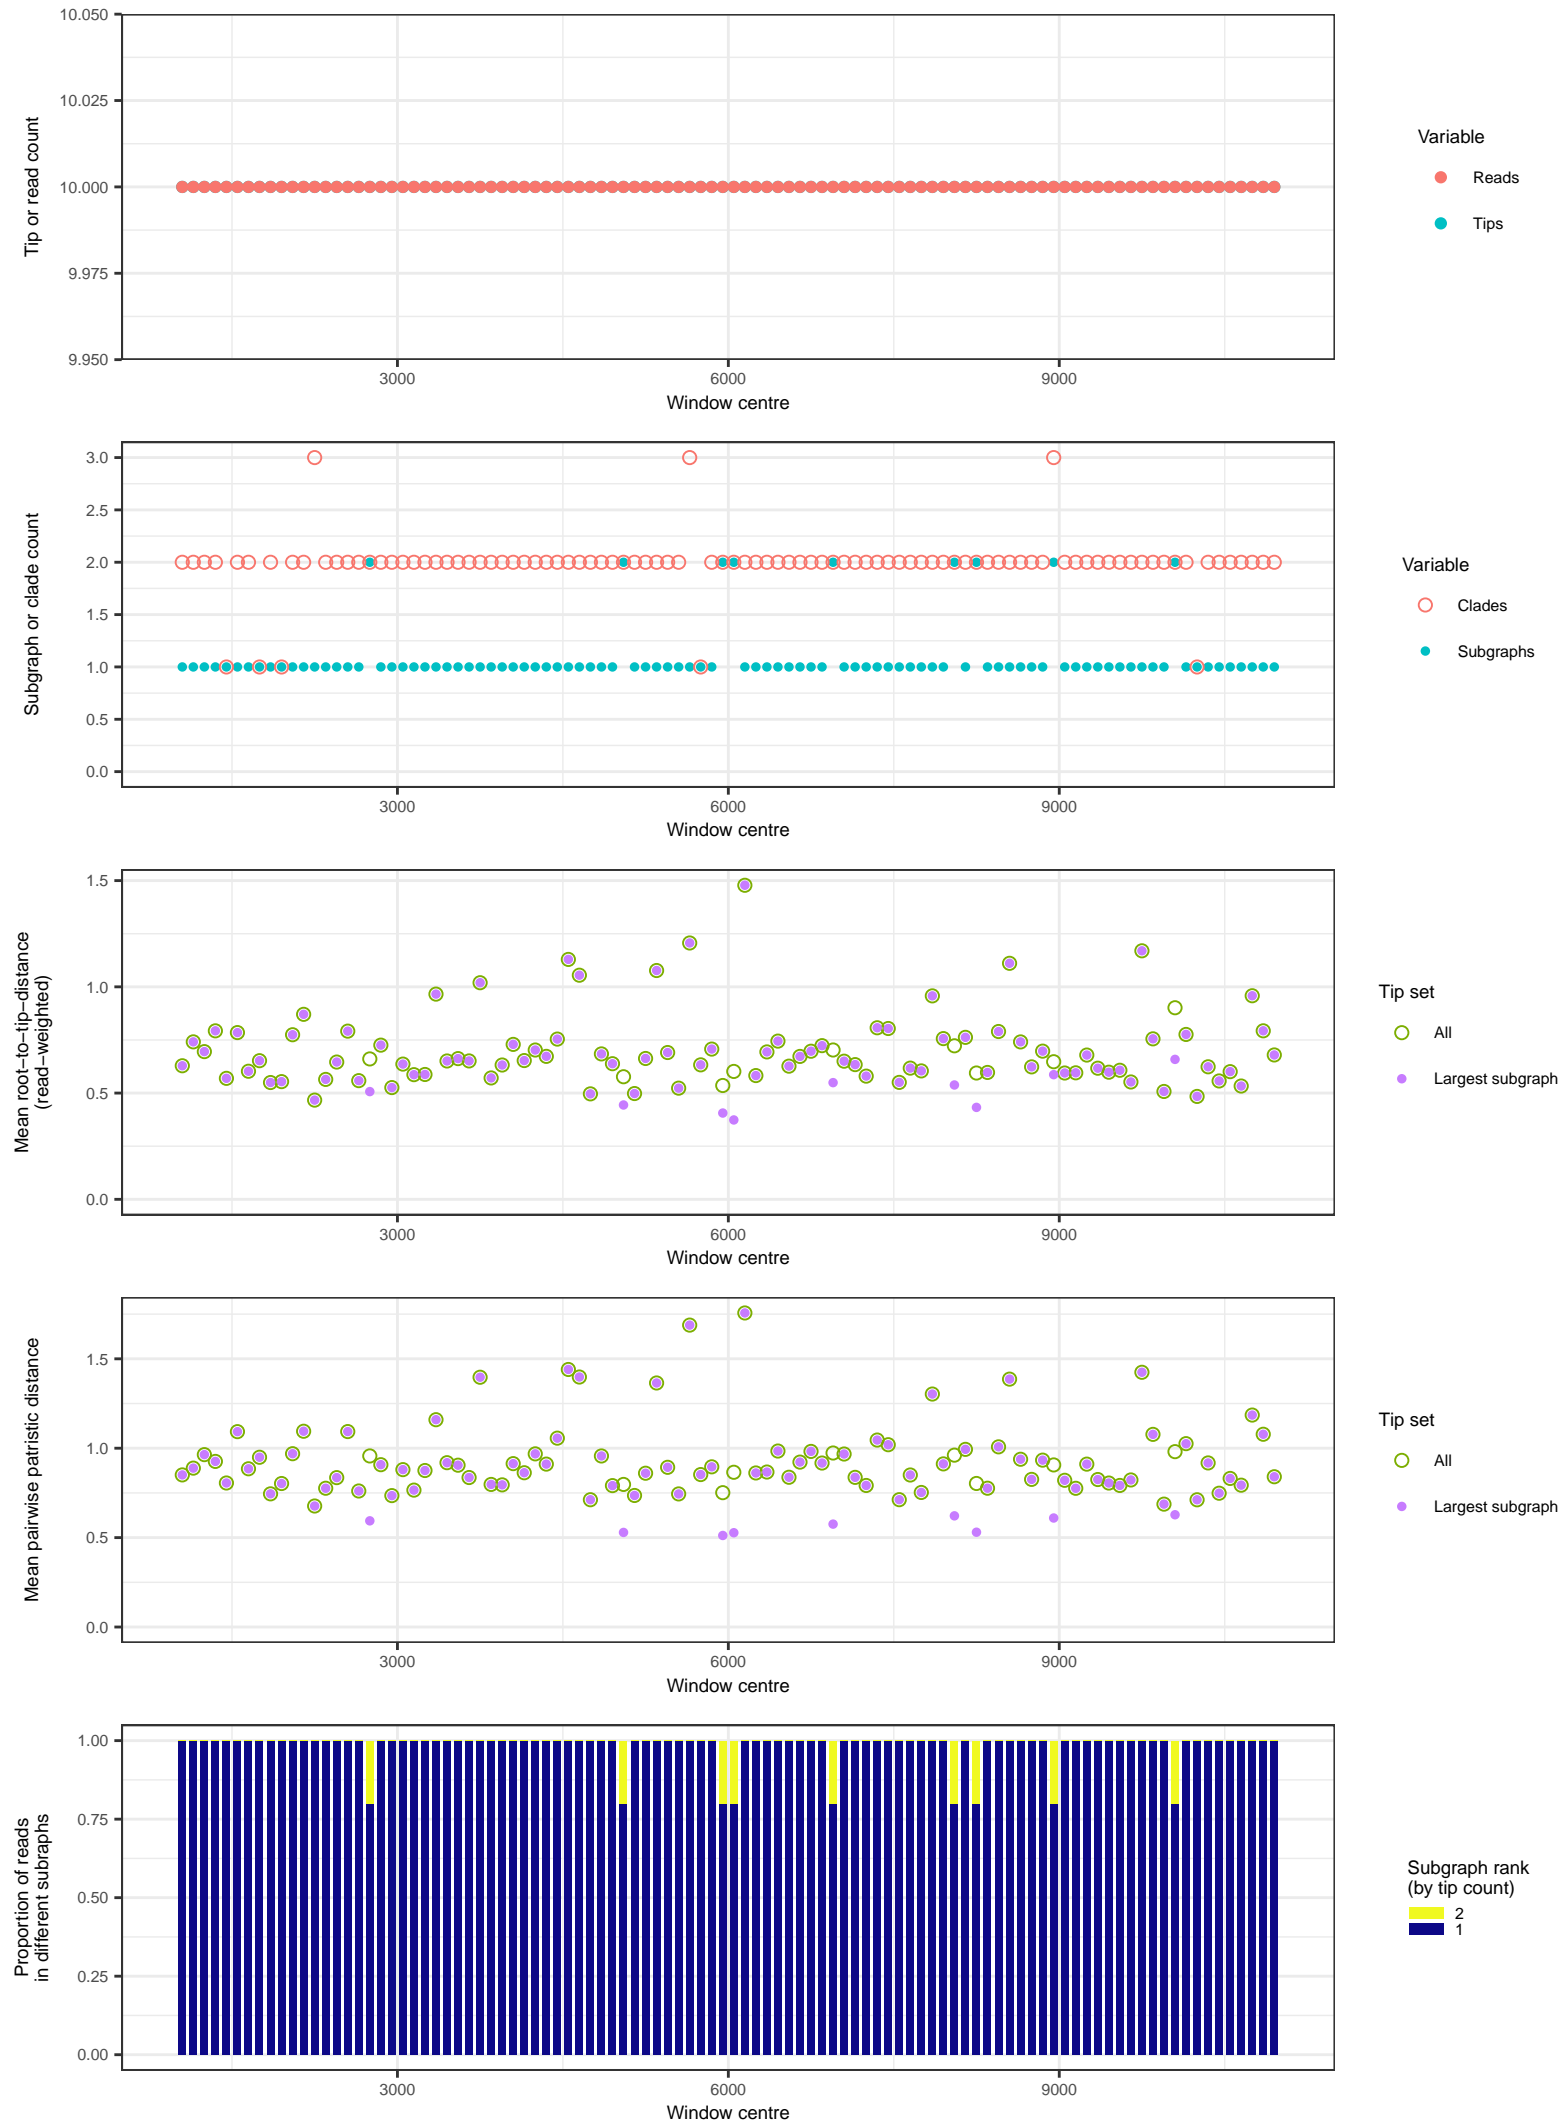 10.050
10.025
10.000
9.975
9.950
Tip or read count
3000
6000
9000
Window centre
Variable
Reads
Tips
3.0
2.5
2.0
1.5
1.0
0.5
0.0
Subgraph or clade count
3000
6000
9000
Window centre
Variable
Clades
Subgraphs
1.5
1.0
0.5
0.0
Mean root−to−tip−distance
(read−weighted)
3000
6000
9000
Window centre
Tip set
All
Largest subgraph
1.5
1.0
0.5
0.0
Mean pairwise patristic distance
3000
6000
9000
Window centre
Tip set
All
Largest subgraph
1.00
0.75
0.50
0.25
0.00
Proportion of reads
in different subraphs
3000
6000
9000
Window centre
Subgraph rank
(by tip count)
2
1